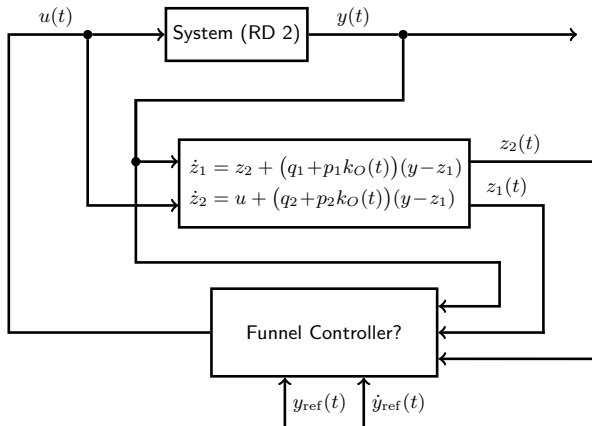 u(t)
System (RD 2)
y(t)
ż₁ = z₂ + (q₁+p₁k_O(t))(y−z₁)
ż₂ = u + (q₂+p₂k_O(t))(y−z₁)
z₂(t)
z₁(t)
Funnel Controller?
y_ref(t)
ẏ_ref(t)